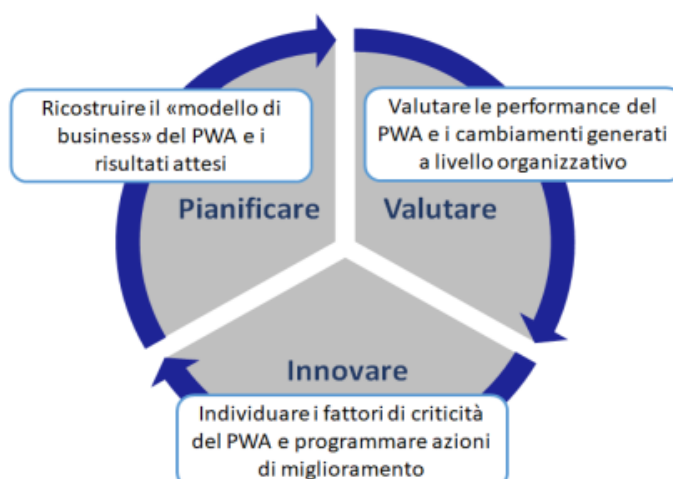 Ricostruire il «modello di
business» del PWA e i
risultati attesi
Pianificare
Valutare le performance del
PWA e i cambiamenti generati
a livello organizzativo
Valutare
Innovare
Individuare i fattori di criticità
del PWA e programmare azioni
di miglioramento